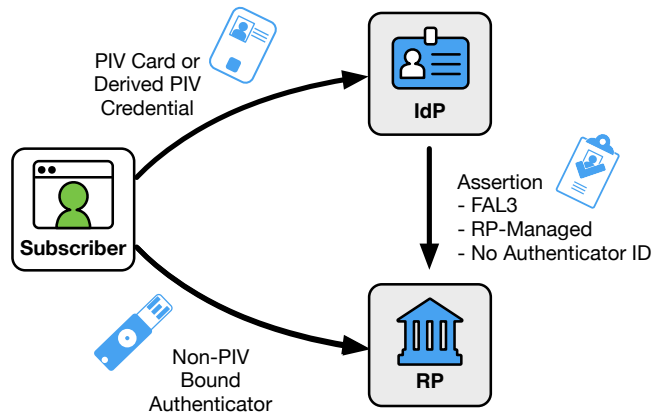 PIV Card or
Derived PIV
Credential
IdP
Subscriber
Assertion
- FAL3
- RP-Managed
- No Authenticator ID
Non-PIV
Bound
Authenticator
RP